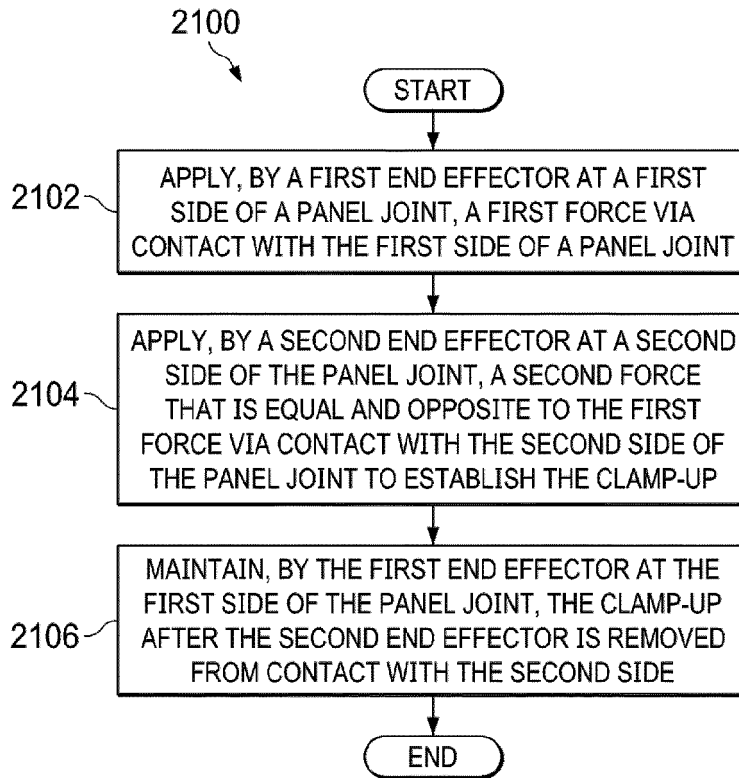 2100
START
2102
APPLY, BY A FIRST END EFFECTOR AT A FIRST
SIDE OF A PANEL JOINT, A FIRST FORCE VIA
CONTACT WITH THE FIRST SIDE OF A PANEL JOINT
2104
APPLY, BY A SECOND END EFFECTOR AT A SECOND
SIDE OF THE PANEL JOINT, A SECOND FORCE
THAT IS EQUAL AND OPPOSITE TO THE FIRST
FORCE VIA CONTACT WITH THE SECOND SIDE OF
THE PANEL JOINT TO ESTABLISH THE CLAMP-UP
2106
MAINTAIN, BY THE FIRST END EFFECTOR AT THE
FIRST SIDE OF THE PANEL JOINT, THE CLAMP-UP
AFTER THE SECOND END EFFECTOR IS REMOVED
FROM CONTACT WITH THE SECOND SIDE
END